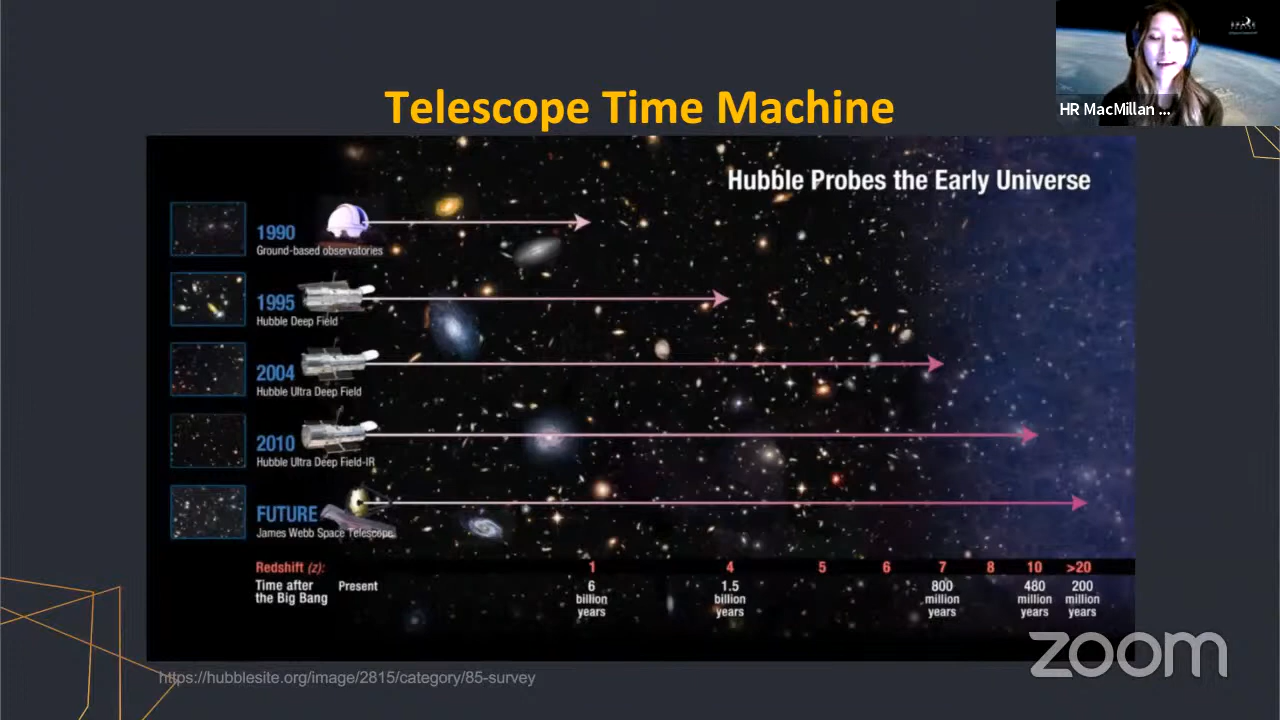 HR MacMillan ...
Telescope Time Machine
Hubble Probes the Early Universe
1990
Ground-based observatories
1995
Hubble Deep Field
2004
Hubble Ultra Deep Field
2010
Hubble Ultra Deep Field-IR
FUTURE
James Webb Space Telescope
Redshift (z): 1 4 5 6 7 8 10 >20
Time after Present 6 1.5 800 480 200
the Big Bang billion billion million million million
years years years years years
zoom
https://hubblesite.org/image/2815/category/85-survey